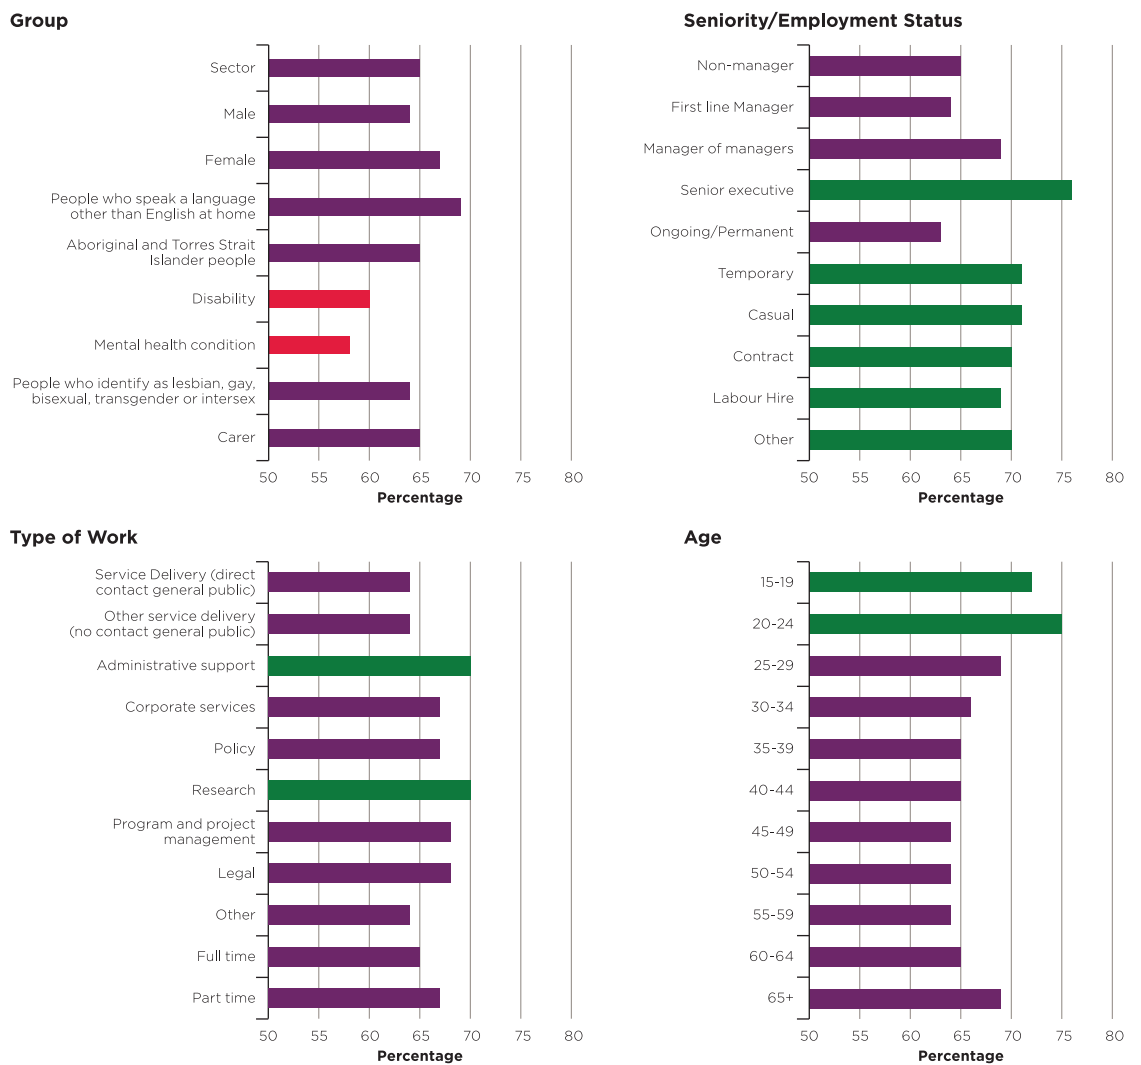 Group
Sector
Male
Female
People who speak a language
other than English at home
Aboriginal and Torres Strait
Islander people
Disability
Mental health condition
People who identify as lesbian, gay,
bisexual, transgender or intersex
Carer
50 55 60 65 70 75 80
Percentage
Seniority/Employment Status
Non-manager
First line Manager
Manager of managers
Senior executive
Ongoing/Permanent
Temporary
Casual
Contract
Labour Hire
Other
50 55 60 65 70 75 80
Percentage
Type of Work
Service Delivery (direct
contact general public)
Other service delivery
(no contact general public)
Administrative support
Corporate services
Policy
Research
Program and project
management
Legal
Other
Full time
Part time
50 55 60 65 70 75 80
Percentage
Age
15-19
20-24
25-29
30-34
35-39
40-44
45-49
50-54
55-59
60-64
65+
50 55 60 65 70 75 80
Percentage